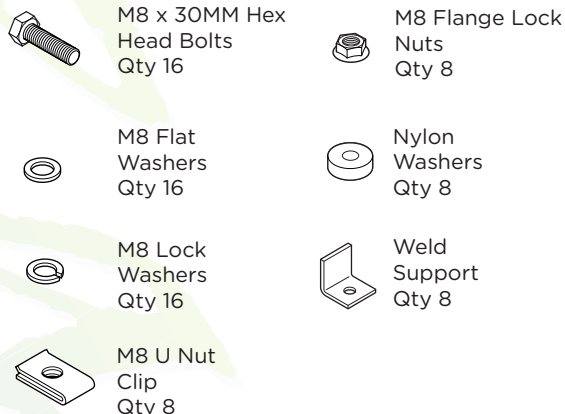 M8 x 30MM Hex
Head Bolts
Qty 16
M8 Flat
Washers
Qty 16
M8 Lock
Washers
Qty 16
M8 U Nut
Clip
Qty 8
M8 Flange Lock
Nuts
Qty 8
Nylon
Washers
Qty 8
Weld
Support
Qty 8